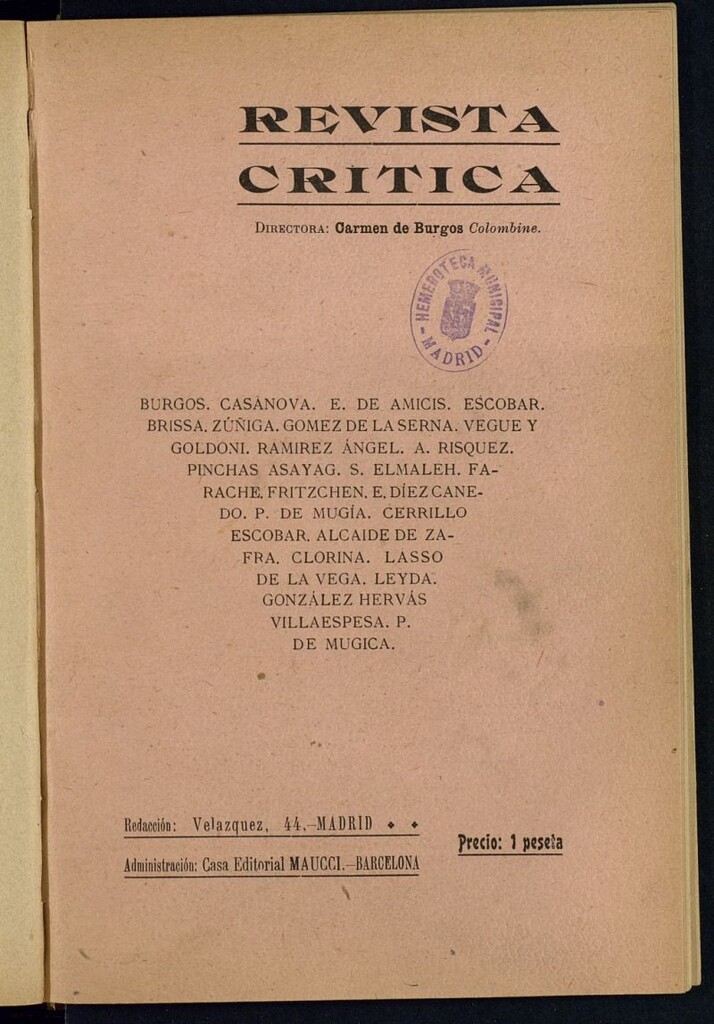 REVISTA
CRITICA
DIRECTORA: Carmen de Burgos Colombine.
HEMEROTECA MUNICIPAL
- MADRID -
BURGOS. CASANOVA. E. DE AMICIS. ESCOBAR.
BRISSA. ZÚÑIGA. GOMEZ DE LA SERNA. VEGUE Y
GOLDONI. RAMIREZ ÁNGEL. A. RISQUEZ.
PINCHAS ASAYAG. S. ELMALEH. FA-
RACHE. FRITZCHEN. E. DÍEZ CANE-
DO. P. DE MUGÍA. CERRILLO
ESCOBAR. ALCAIDE DE ZA-
FRA. CLORINA. LASSO
DE LA VEGA. LEYDA.
GONZÁLEZ HERVÁS
VILLAESPESA. P.
DE MUGICA.
Redacción: Velazquez, 44.-MADRID
Administración: Casa Editorial MAUCCI.-BARCELONA
Precio: 1 peseta